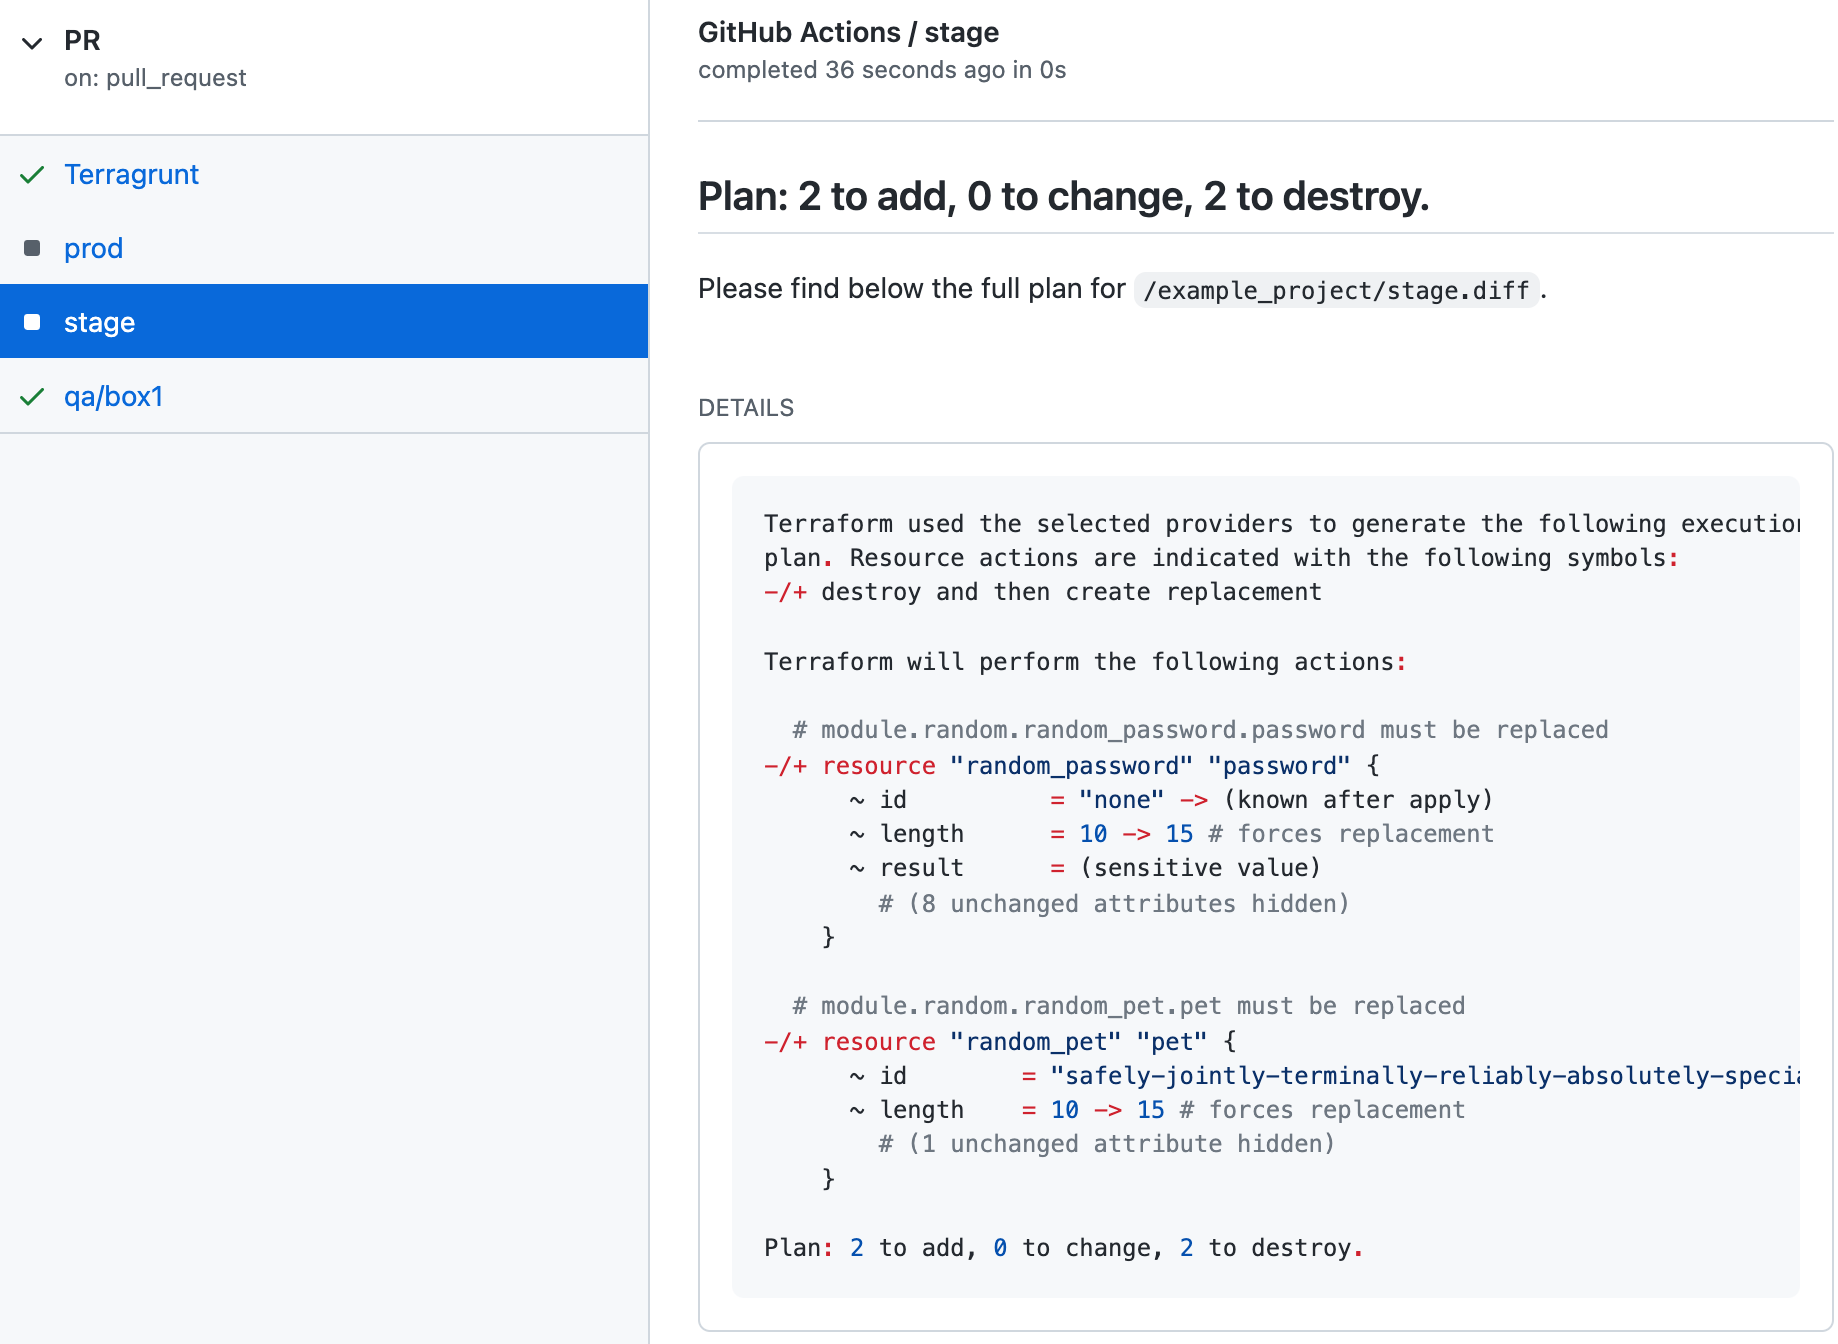 PR
on: pull_request
Terragrunt
prod
stage
qa/box1
GitHub Actions / stage
completed 36 seconds ago in 0s
Plan: 2 to add, 0 to change, 2 to destroy.
Please find below the full plan for /example_project/stage.diff.
DETAILS
Terraform used the selected providers to generate the following execution
plan. Resource actions are indicated with the following symbols:
-/+ destroy and then create replacement
Terraform will perform the following actions:
# module.random.random_password.password must be replaced
-/+ resource "random_password" "password" {
~ id = "none" -> (known after apply)
~ length = 10 -> 15 # forces replacement
~ result = (sensitive value)
# (8 unchanged attributes hidden)
}
# module.random.random_pet.pet must be replaced
-/+ resource "random_pet" "pet" {
~ id = "safely-jointly-terminally-reliably-absolutely-specia
~ length = 10 -> 15 # forces replacement
# (1 unchanged attribute hidden)
}
Plan: 2 to add, 0 to change, 2 to destroy.